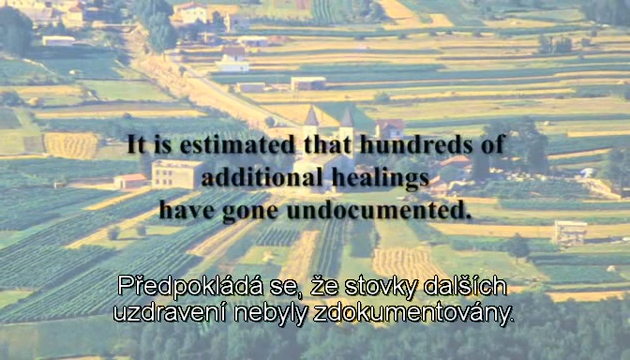 It is estimated that hundreds of
additional healings
have gone undocumented.
Předpokládá se, že stovky dalších
uzdravení nebyly zdokumentovány.